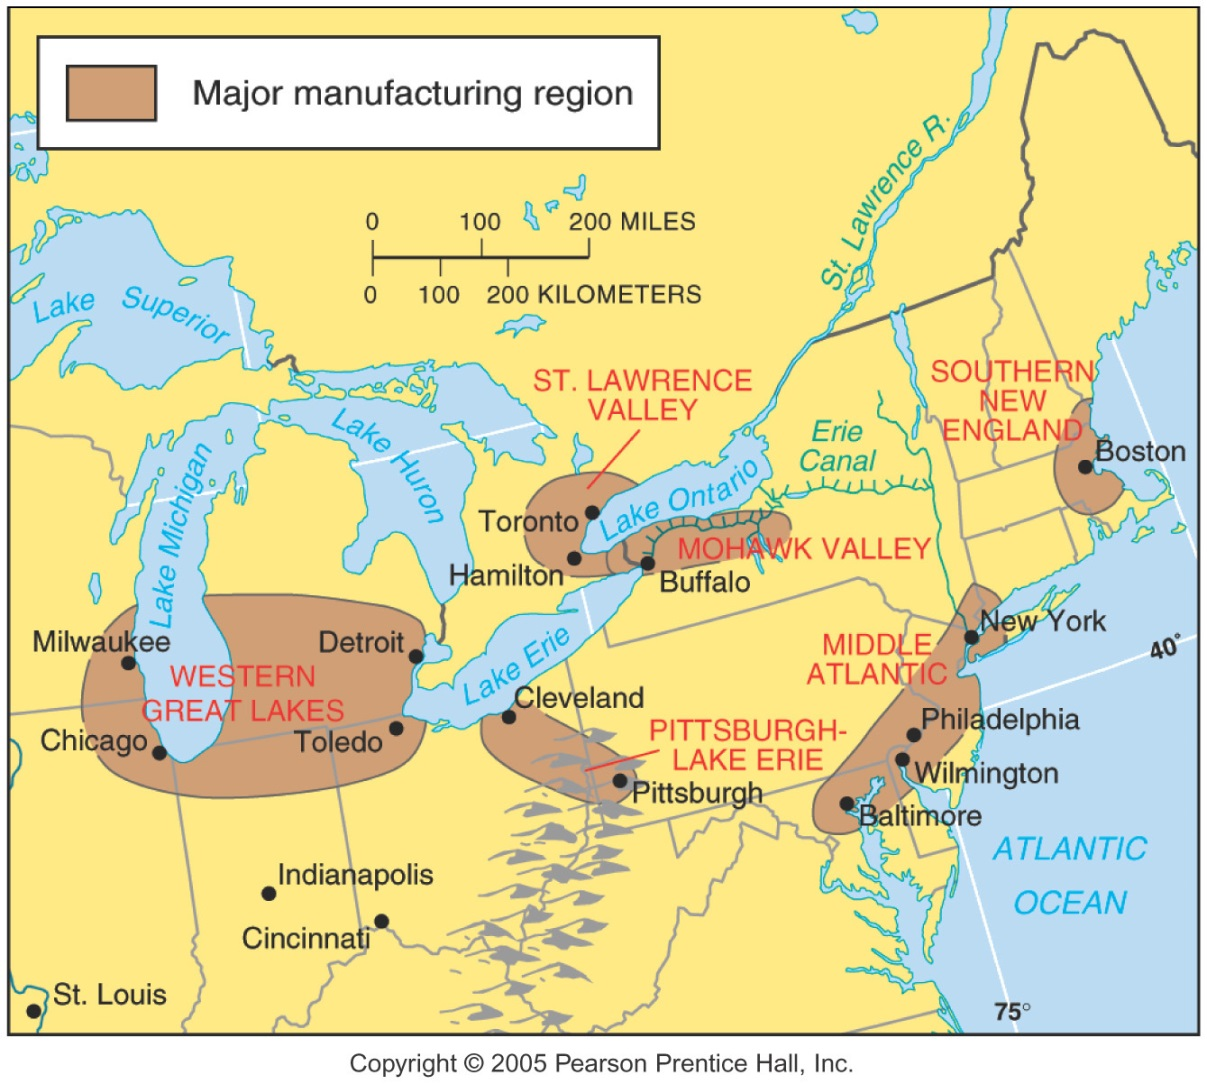 Major manufacturing region
St. Lawrence R.
0 100 200 MILES
0 100 200 KILOMETERS
Lake Superior
ST. LAWRENCE
VALLEY
SOUTHERN
NEW
ENGLAND
Lake Huron
Erie
Canal
Boston
Lake Michigan
Lake Ontario
Toronto
MOHAWK VALLEY
Hamilton
Buffalo
New York
Milwaukee
Detroit
MIDDLE
ATLANTIC
40°
Lake Erie
WESTERN
GREAT LAKES
Cleveland
Chicago
Toledo
PITTSBURGH-
LAKE ERIE
Philadelphia
Wilmington
Pittsburgh
Baltimore
ATLANTIC
OCEAN
Indianapolis
Cincinnati
St. Louis
75°
Copyright © 2005 Pearson Prentice Hall, Inc.